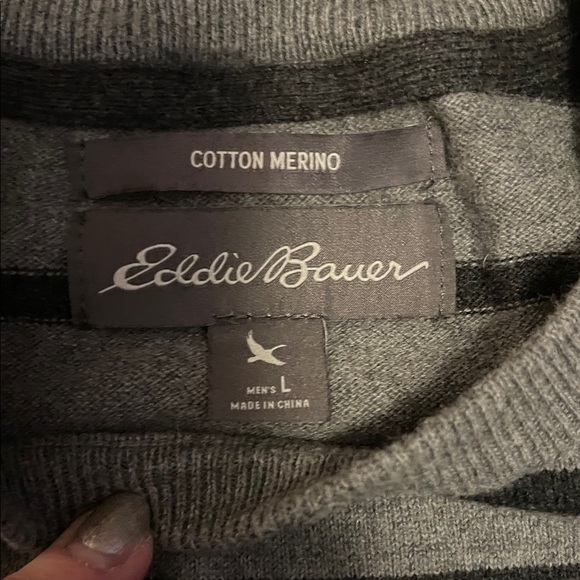 COTTON MERINO
Eddie Bauer
MEN'S L
MADE IN CHINA